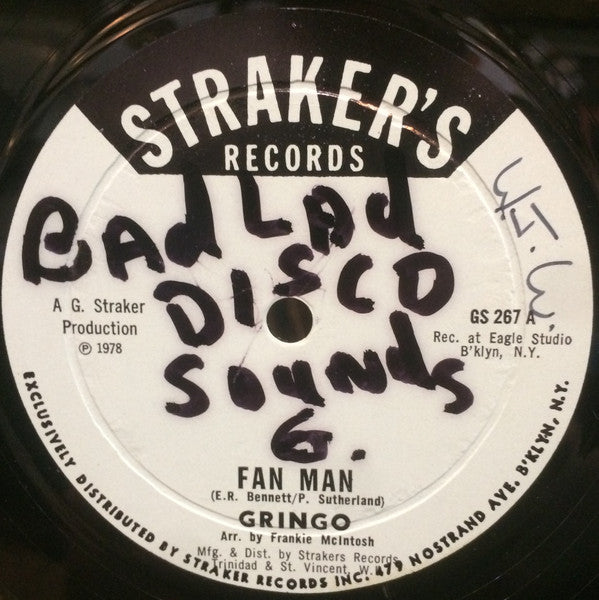 STRAKER'S
RECORDS
BADLAD
DISCO
SOUNDS
G.
A G. Straker
Production
℗ 1978
GS 267 A
Rec. at Eagle Studio
B'klyn, N.Y.
FAN MAN
(E.R. Bennett/P. Sutherland)
GRINGO
Arr. by Frankie McIntosh
Mfg. & Dist. by Strakers Records
Trinidad & St. Vincent, W.
EXCLUSIVELY DISTRIBUTED BY STRAKER RECORDS INC. 479 NOSTRAND AVE. B'KLYN, N.Y.